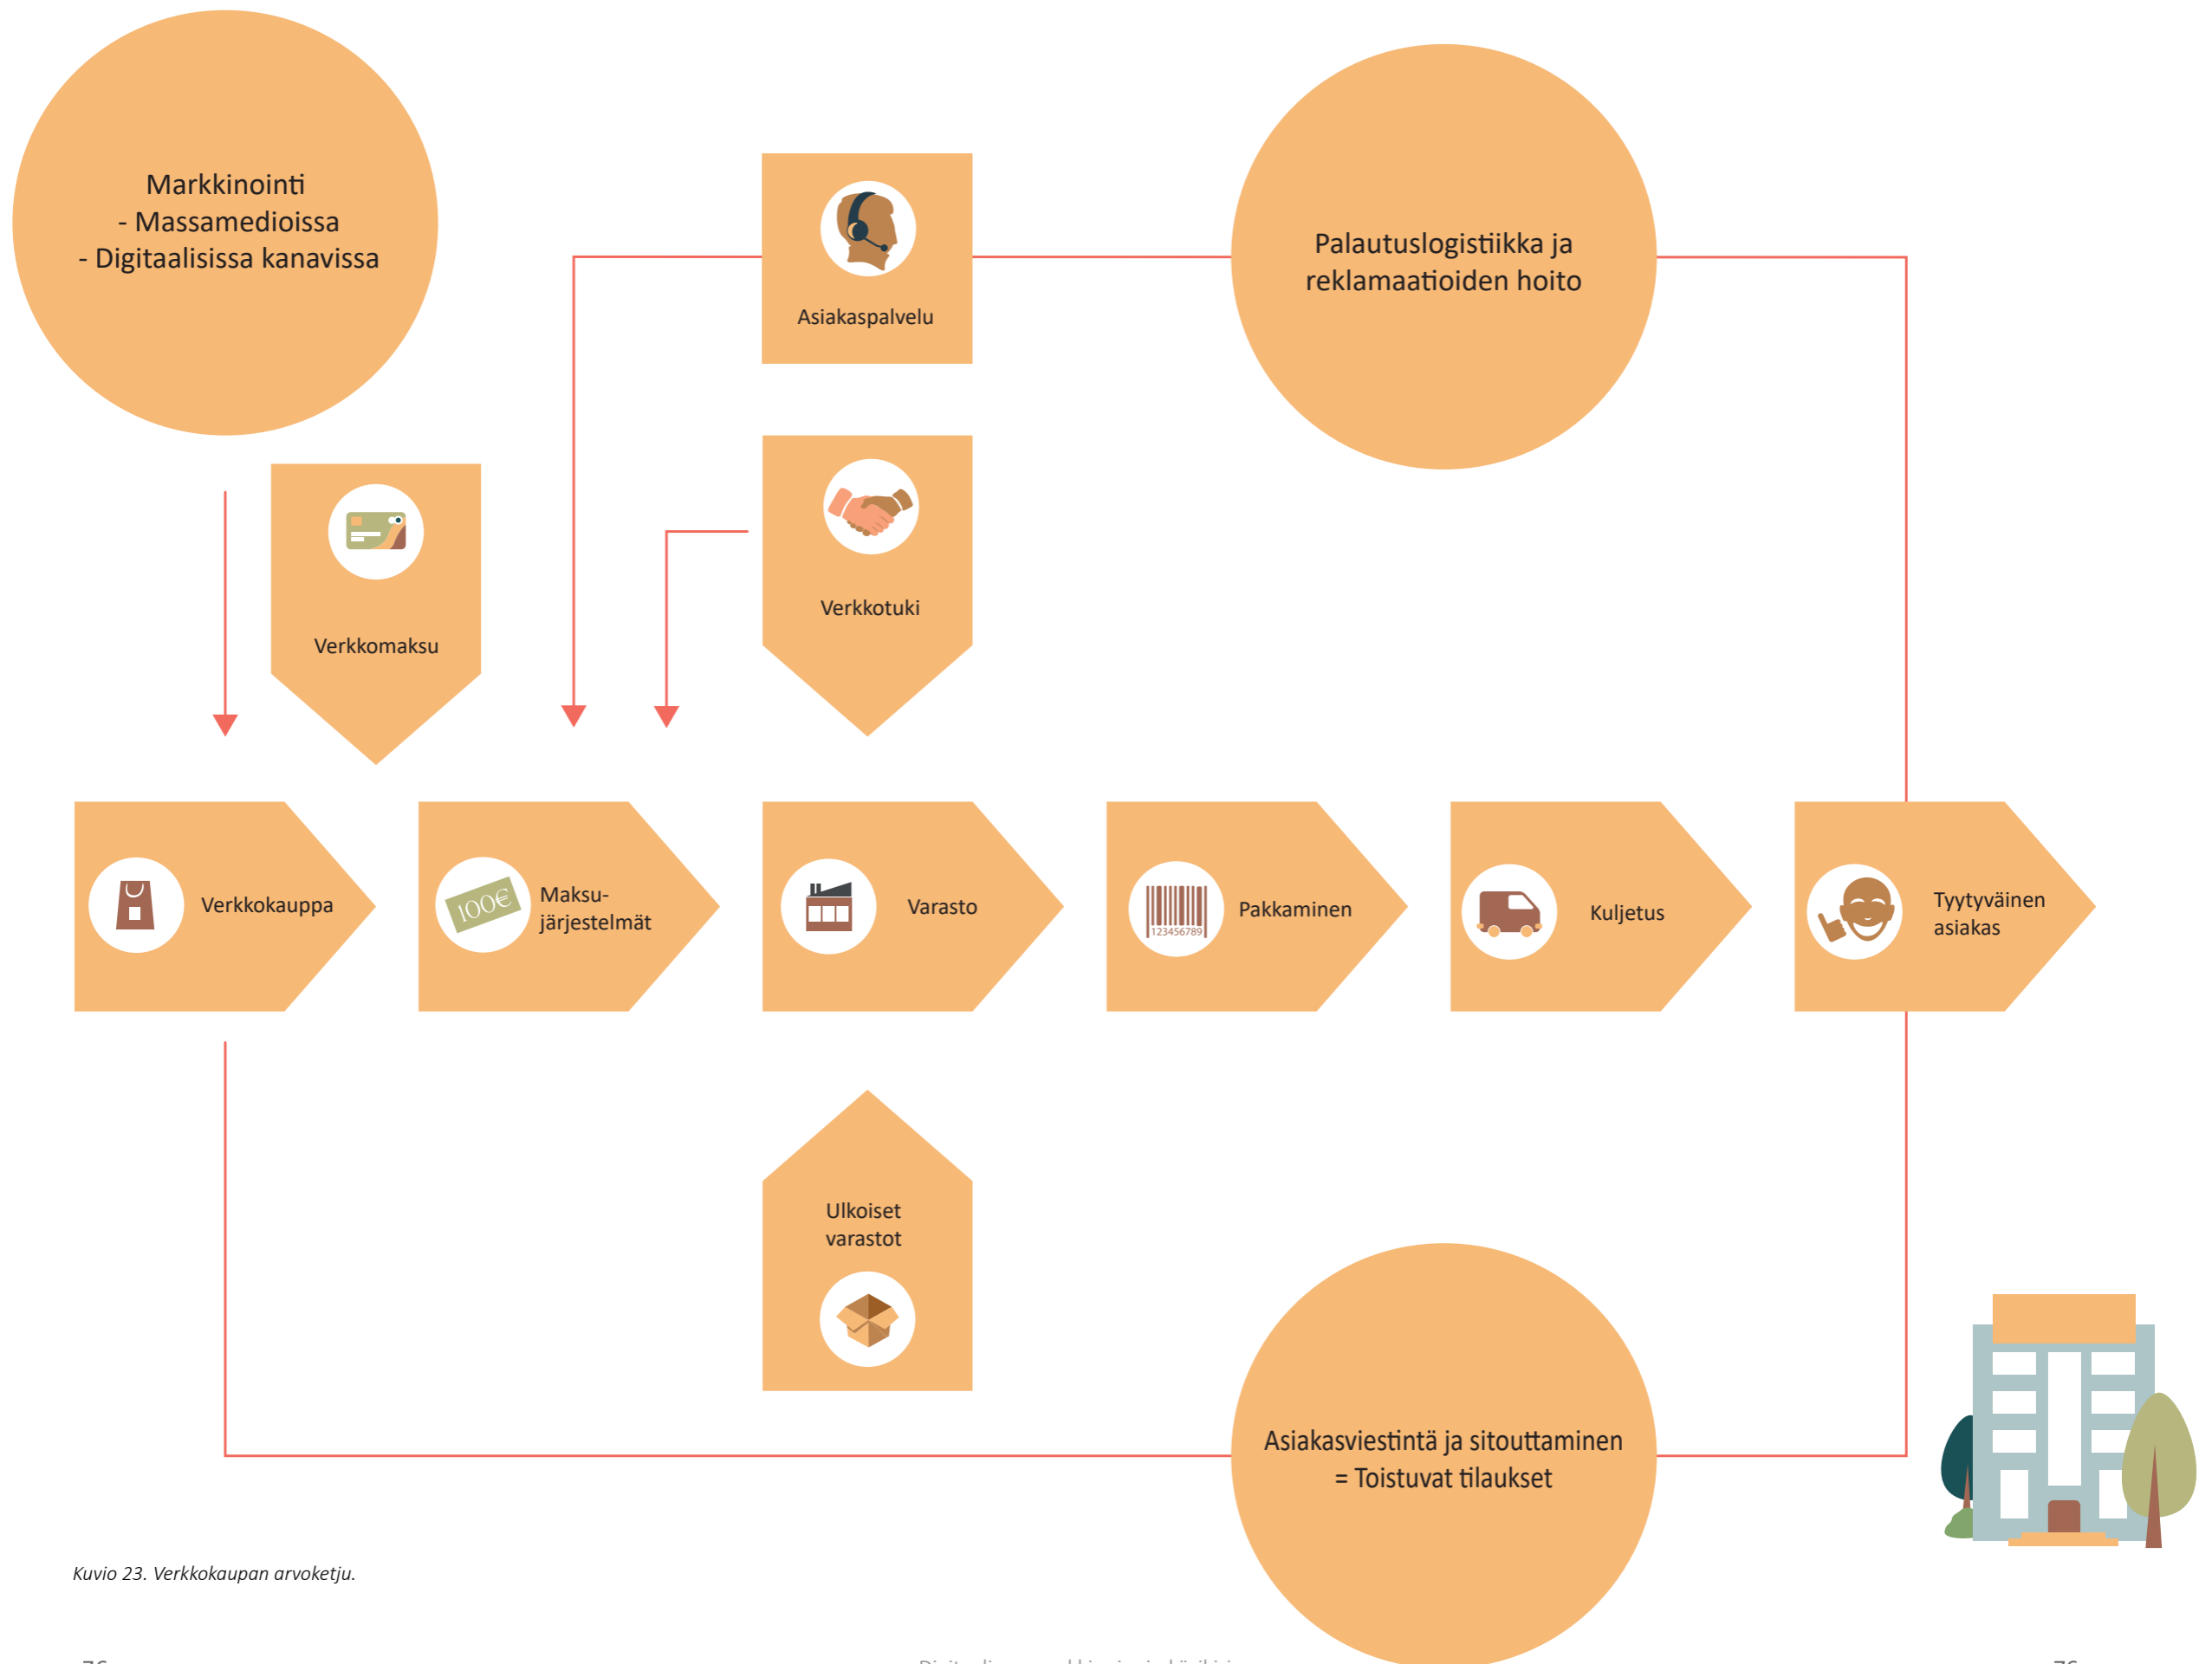 Markkinointi
- Massamedioissa
- Digitaalisissa kanavissa
Asiakaspalvelu
Palautuslogistiikka ja
reklamaatioiden hoito
Verkkomaksu
Verkkotuki
Verkkokauppa
100€
Maksu-
järjestelmät
Varasto
123456789
Pakkaminen
Kuljetus
Tyytyväinen
asiakas
Ulkoiset
varastot
Asiakasviestintä ja sitouttaminen
= Toistuvat tilaukset
Kuvio 23. Verkkokaupan arvoketju.